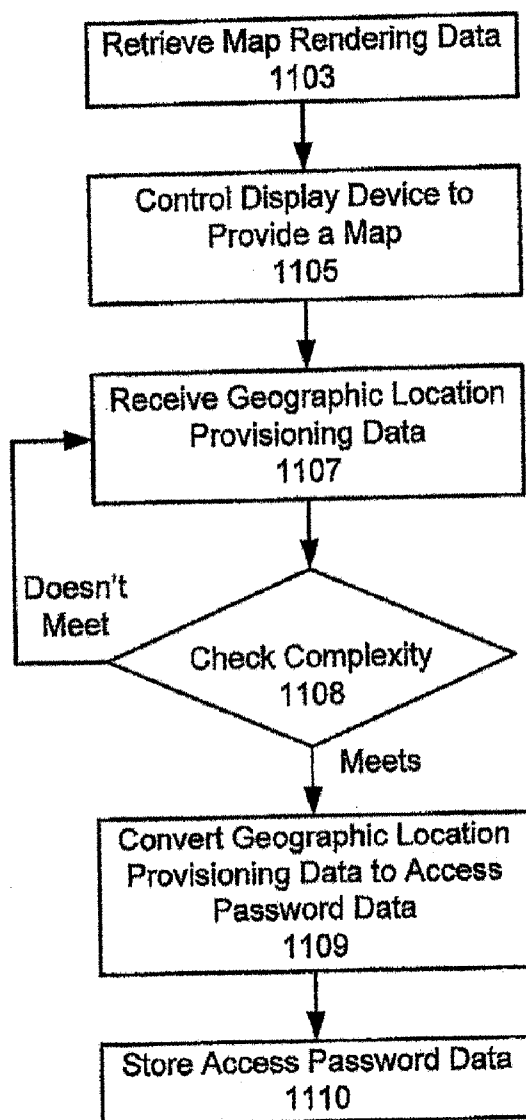 Retrieve Map Rendering Data
1103
Control Display Device to
Provide a Map
1105
Receive Geographic Location
Provisioning Data
1107
Doesn't
Meet
Check Complexity
1108
Meets
Convert Geographic Location
Provisioning Data to Access
Password Data
1109
Store Access Password Data
1110